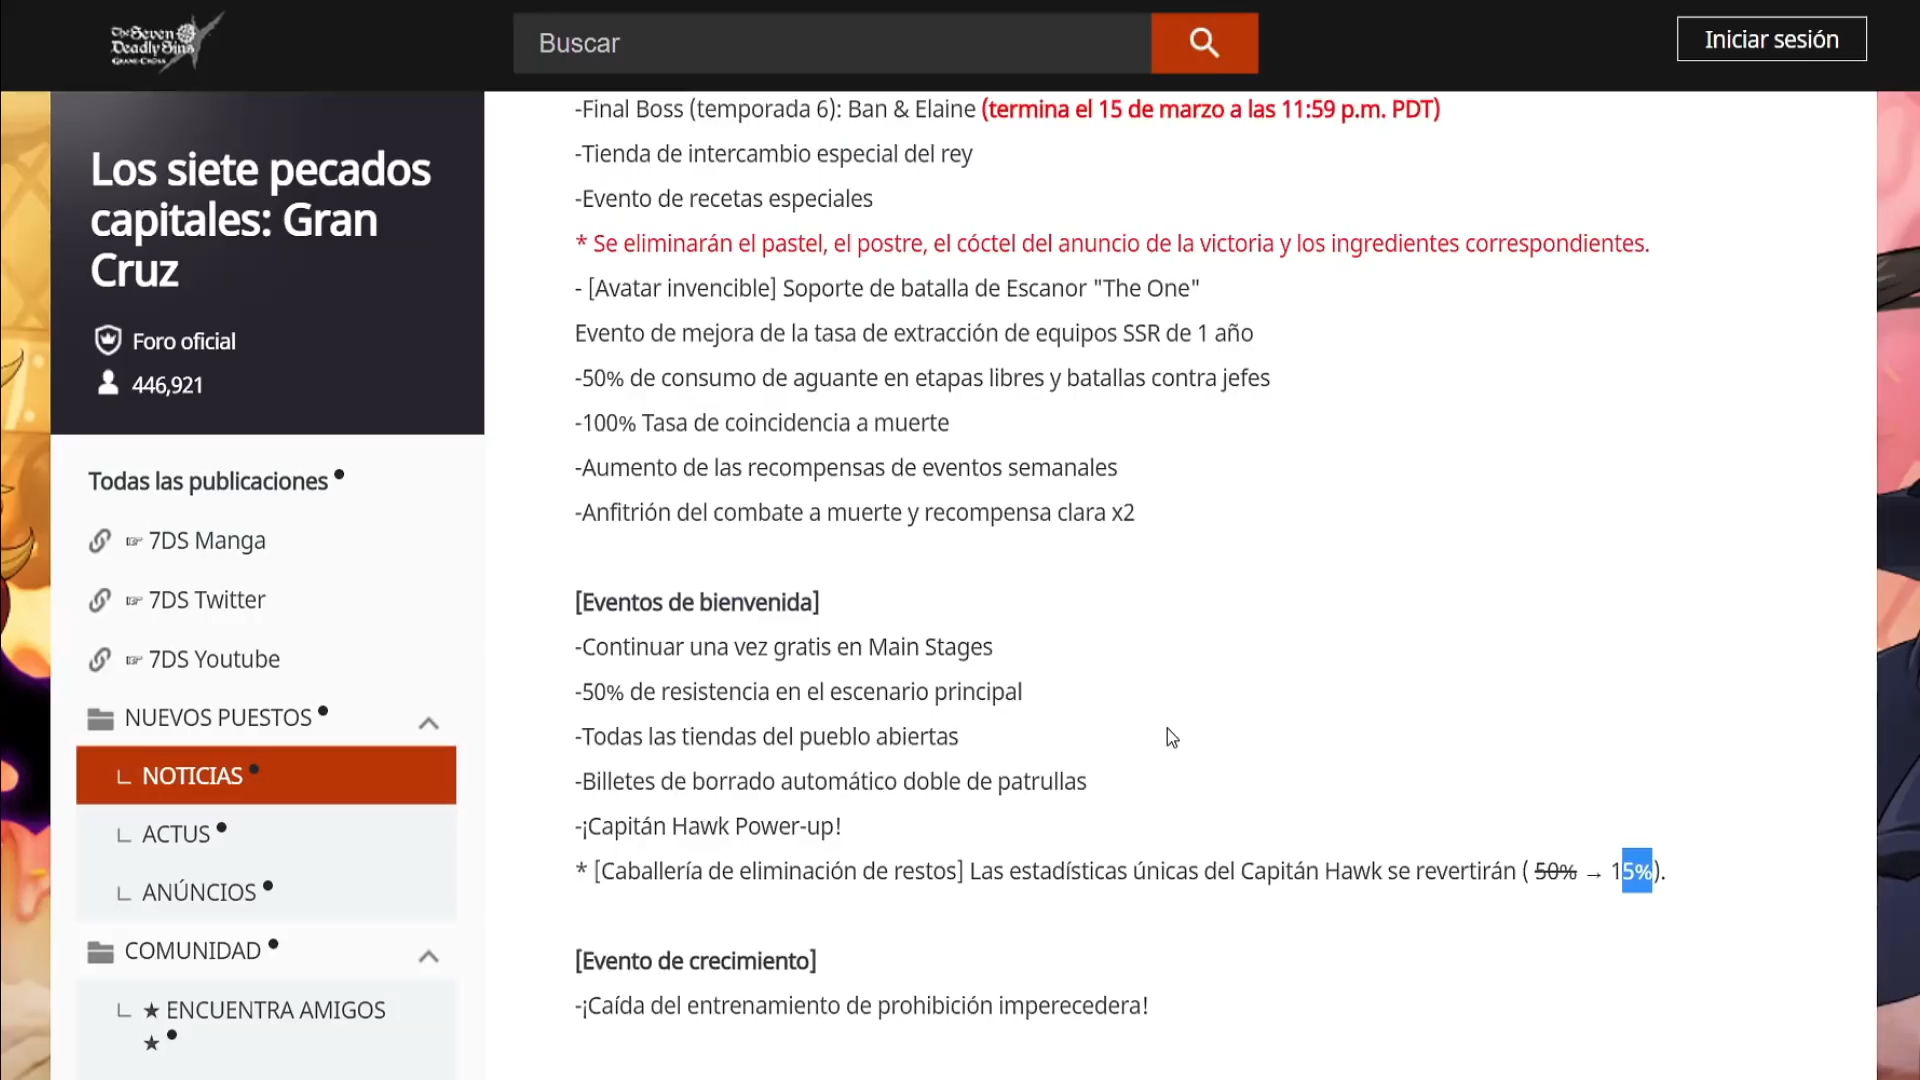 The Seven
Deadly Sins
GRAND CROSS
Buscar
Iniciar sesión
Los siete pecados
capitales: Gran
Cruz
Foro oficial
446,921
Todas las publicaciones
☞ 7DS Manga
☞ 7DS Twitter
☞ 7DS Youtube
NUEVOS PUESTOS
∟ NOTICIAS
∟ ACTUS
∟ ANÚNCIOS
COMUNIDAD
∟ ★ ENCUENTRA AMIGOS
★
-Final Boss (temporada 6): Ban & Elaine (termina el 15 de marzo a las 11:59 p.m. PDT)
-Tienda de intercambio especial del rey
-Evento de recetas especiales
* Se eliminarán el pastel, el postre, el cóctel del anuncio de la victoria y los ingredientes correspondientes.
- [Avatar invencible] Soporte de batalla de Escanor "The One"
Evento de mejora de la tasa de extracción de equipos SSR de 1 año
-50% de consumo de aguante en etapas libres y batallas contra jefes
-100% Tasa de coincidencia a muerte
-Aumento de las recompensas de eventos semanales
-Anfitrión del combate a muerte y recompensa clara x2
[Eventos de bienvenida]
-Continuar una vez gratis en Main Stages
-50% de resistencia en el escenario principal
-Todas las tiendas del pueblo abiertas
-Billetes de borrado automático doble de patrullas
-¡Capitán Hawk Power-up!
* [Caballería de eliminación de restos] Las estadísticas únicas del Capitán Hawk se revertirán ( 50% → 15%).
[Evento de crecimiento]
-¡Caída del entrenamiento de prohibición imperecedera!